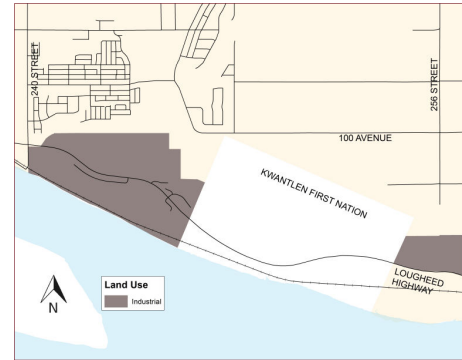 240 STREET
256 STREET
100 AVENUE
KWANTLEN FIRST NATION
LOUGHEED
HIGHWAY
Land Use
Industrial
N